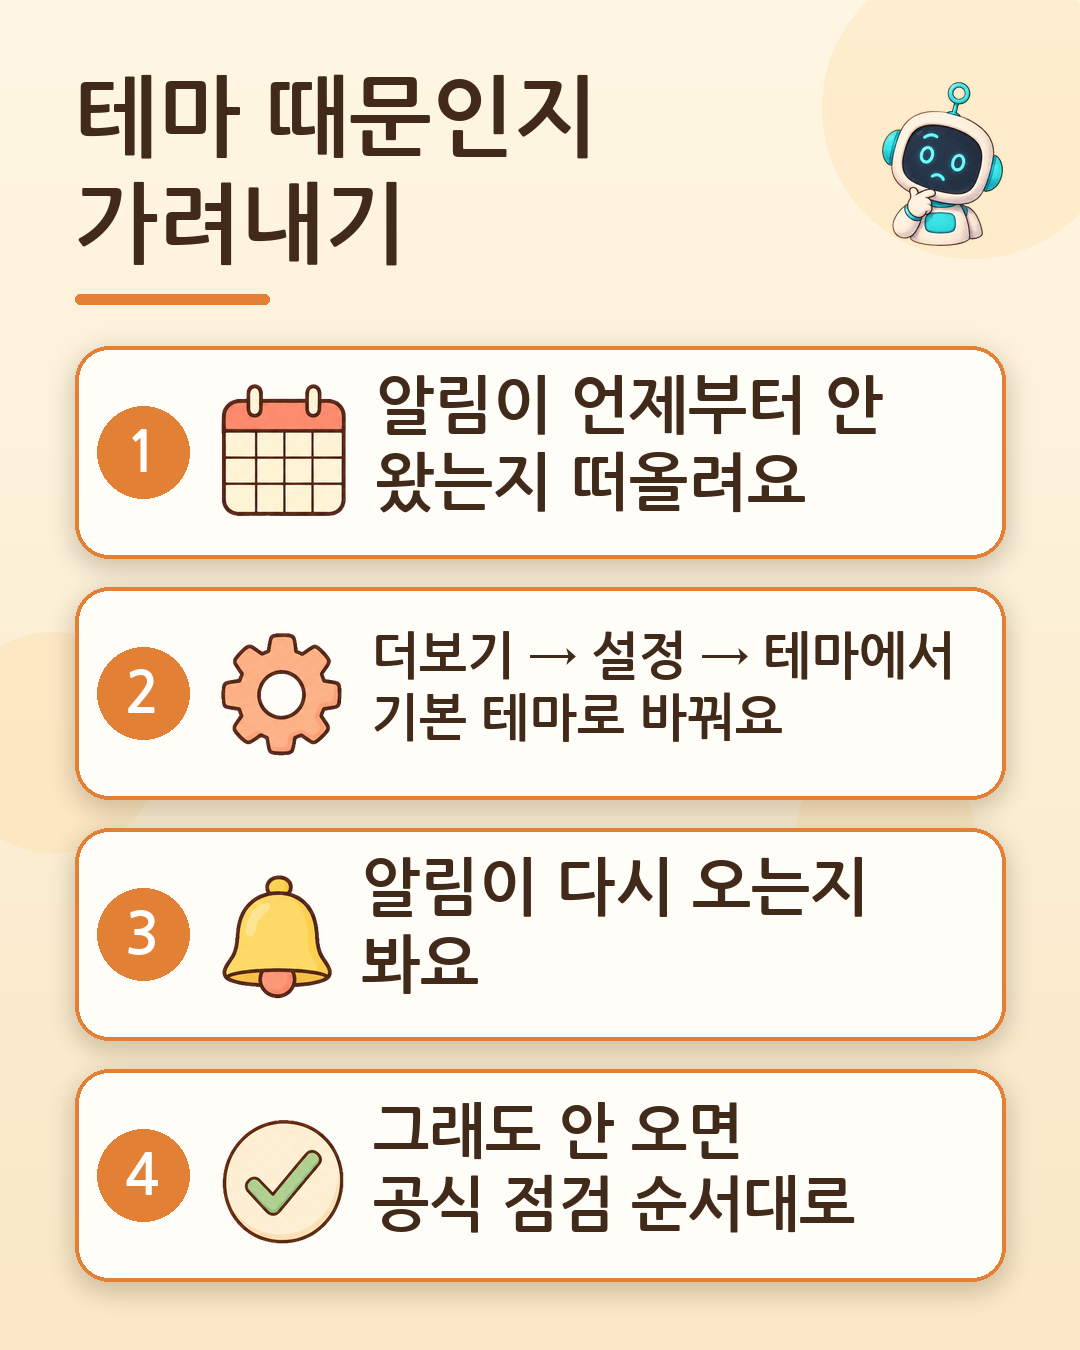 테마 때문인지
가려내기
1
알림이 언제부터 안
왔는지 떠올려요
2
더보기 → 설정 → 테마에서
기본 테마로 바꿔요
3
알림이 다시 오는지
봐요
4
그래도 안 오면
공식 점검 순서대로